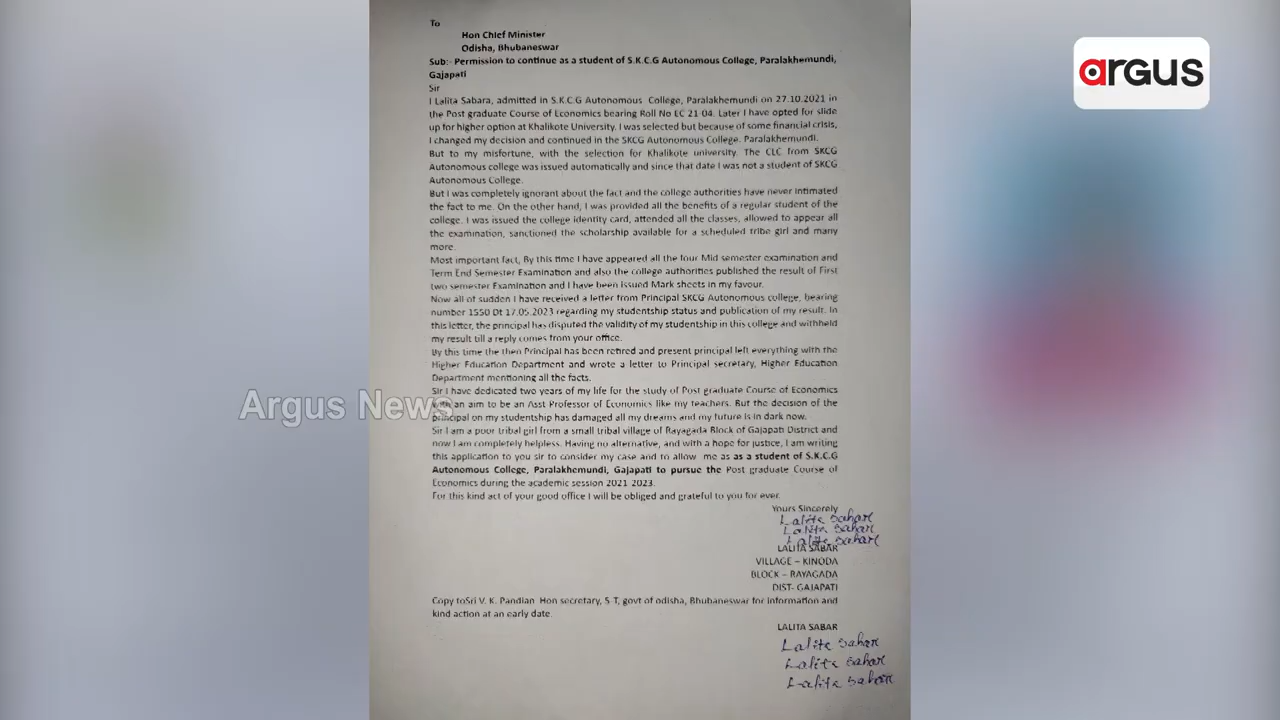 To
Hon Chief Minister
Odisha, Bhubaneswar
Sub:- Permission to continue as a student of S.K.C.G Autonomous College, Paralakhemundi,
Gajapati
Sir
I Lalita Sabara, admitted in S.K.C.G Autonomous College, Paralakhemundi on 27.10.2021 in
the Post graduate Course of Economics bearing Roll No EC 21-04. Later I have opted for slide
up for higher option at Khalikote University. I was selected but because of some financial crisis,
I changed my decision and continued in the SKCG Autonomous College. Paralakhemundi.
But to my misfortune, with the selection for Khalikote university. The CLC from SKCG
Autonomous college was issued automatically and since that date I was not a student of SKCG
Autonomous College.
But I was completely ignorant about the fact and the college authorities have never intimated
the fact to me. On the other hand, I was provided all the benefits of a regular student of the
college. I was issued the college identity card, attended all the classes, allowed to appear all
the examination, sanctioned the scholarship available for a scheduled tribe girl and many
more.
Most important fact, By this time I have appeared all the four Mid semester examination and
Term End Semester Examination and also the college authorities published the result of First
two semester Examination and I have been issued Mark sheets in my favour.
Now all of sudden I have received a letter from Principal SKCG Autonomous college, bearing
number 1550 Dt 17.05.2023 regarding my studentship status and publication of my result. In
this letter, the principal has disputed the validity of my studentship in this college and withheld
my result till a reply comes from your office.
By this time the then Principal has been retired and present principal left everything with the
Higher Education Department and wrote a letter to Principal secretary, Higher Education
Department mentioning all the facts.
Sir I have dedicated two years of my life for the study of Post graduate Course of Economics
with an aim to be an Asst Professor of Economics like my teachers. But the decision of the
principal on my studentship has damaged all my dreams and my future is in dark now.
Sir I am a poor tribal girl from a small tribal village of Rayagada Block of Gajapati District and
now I am completely helpless. Having no alternative, and with a hope for justice, I am writing
this application to you sir to consider my case and to allow me as as a student of S.K.C.G
Autonomous College, Paralakhemundi, Gajapati to pursue the Post graduate Course of
Economics during the academic session 2021-2023.
For this kind act of your good office I will be obliged and grateful to you for ever.
Yours Sincerely
Lalite Sabar
Lalite Sabar
Lalite Sabar
LALITA SABAR
VILLAGE – KINODA
BLOCK – RAYAGADA
DIST- GAJAPATI
Copy toSri V. K. Pandian Hon secretary, 5 T, govt of odisha, Bhubaneswar for information and
kind action at an early date.
LALITA SABAR
Lalite Sabar
Lalite Sabar
Lalite Sabar
argus
Argus News